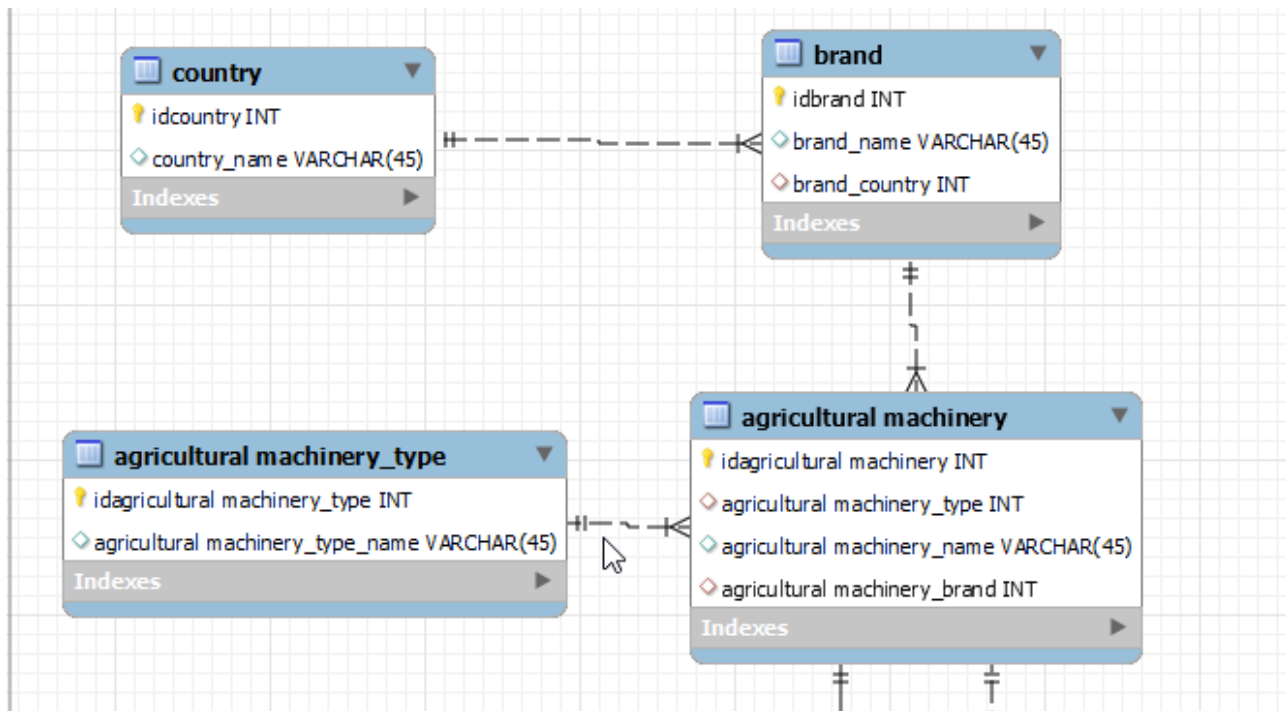 country
idcountry INT
country_name VARCHAR(45)
Indexes
brand
idbrand INT
brand_name VARCHAR(45)
brand_country INT
Indexes
agricultural machinery_type
idagricultural machinery_type INT
agricultural machinery_type_name VARCHAR(45)
Indexes
agricultural machinery
idagricultural machinery INT
agricultural machinery_type INT
agricultural machinery_name VARCHAR(45)
agricultural machinery_brand INT
Indexes